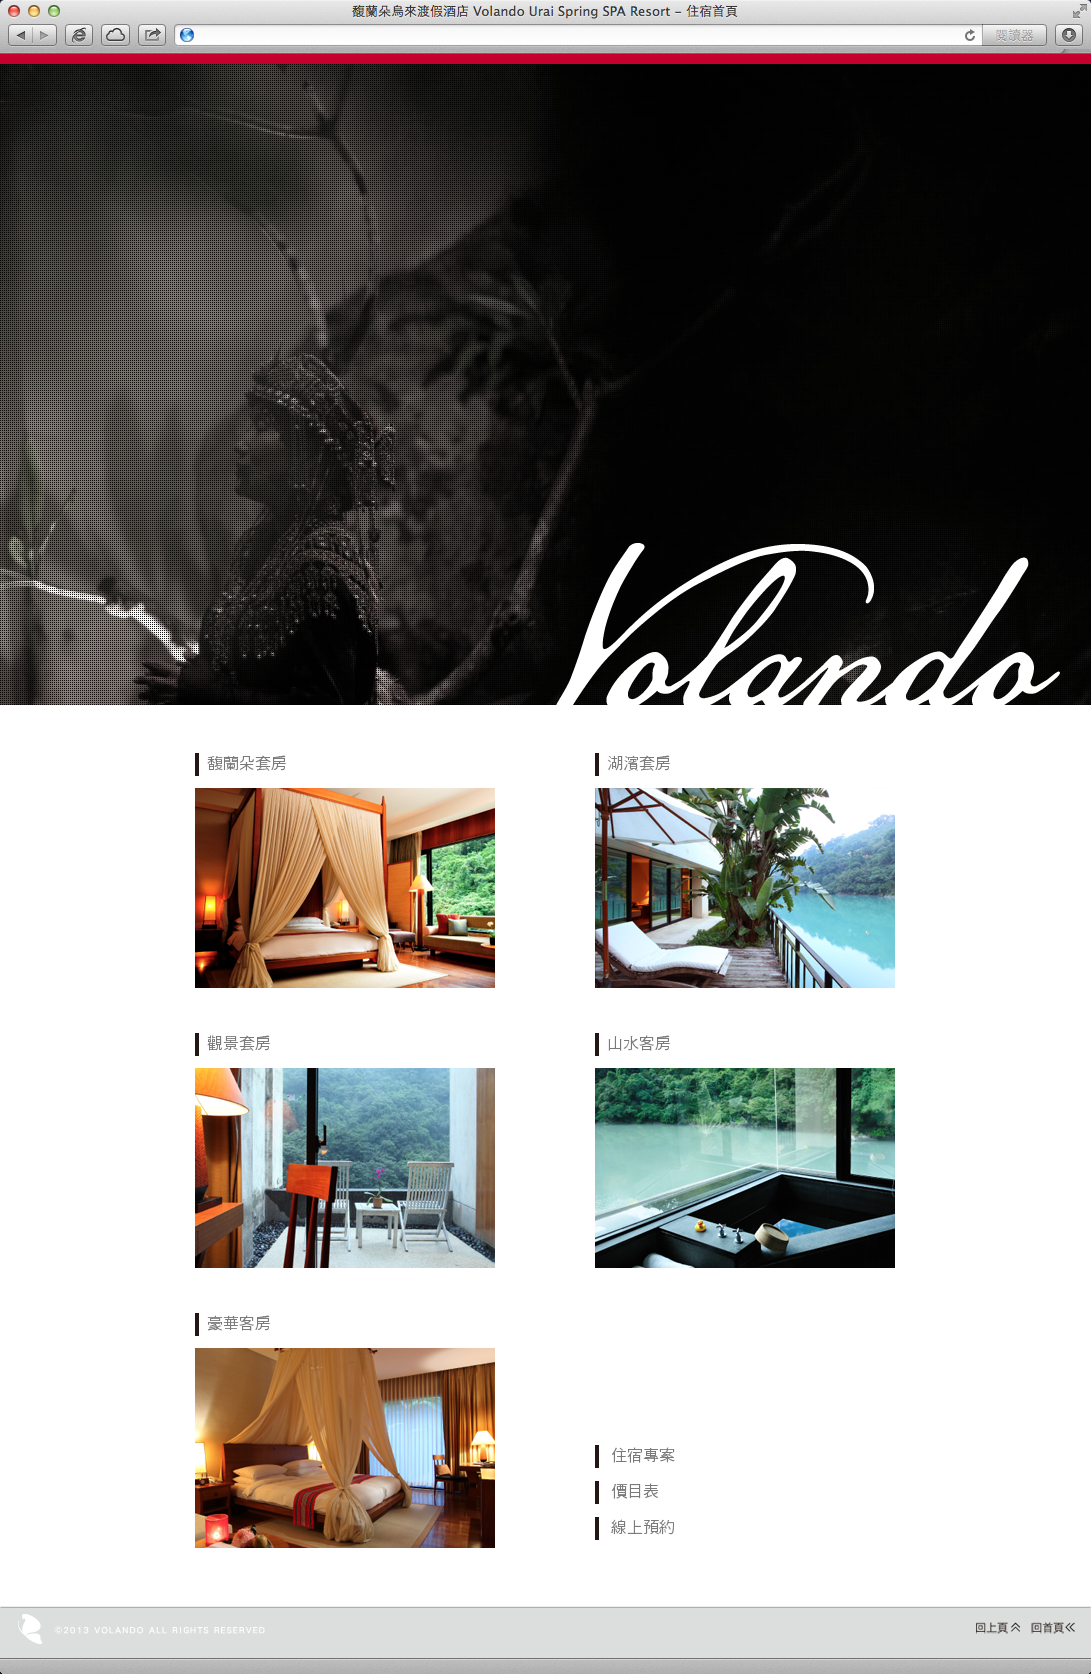 馥蘭朵烏來渡假酒店 Volando Urai Spring SPA Resort – 住宿首頁
閱讀器
Volando
馥蘭朵套房
湖濱套房
觀景套房
山水客房
豪華客房
住宿專案
價目表
線上預約
©2013 VOLANDO ALL RIGHTS RESERVED
回上頁 回首頁